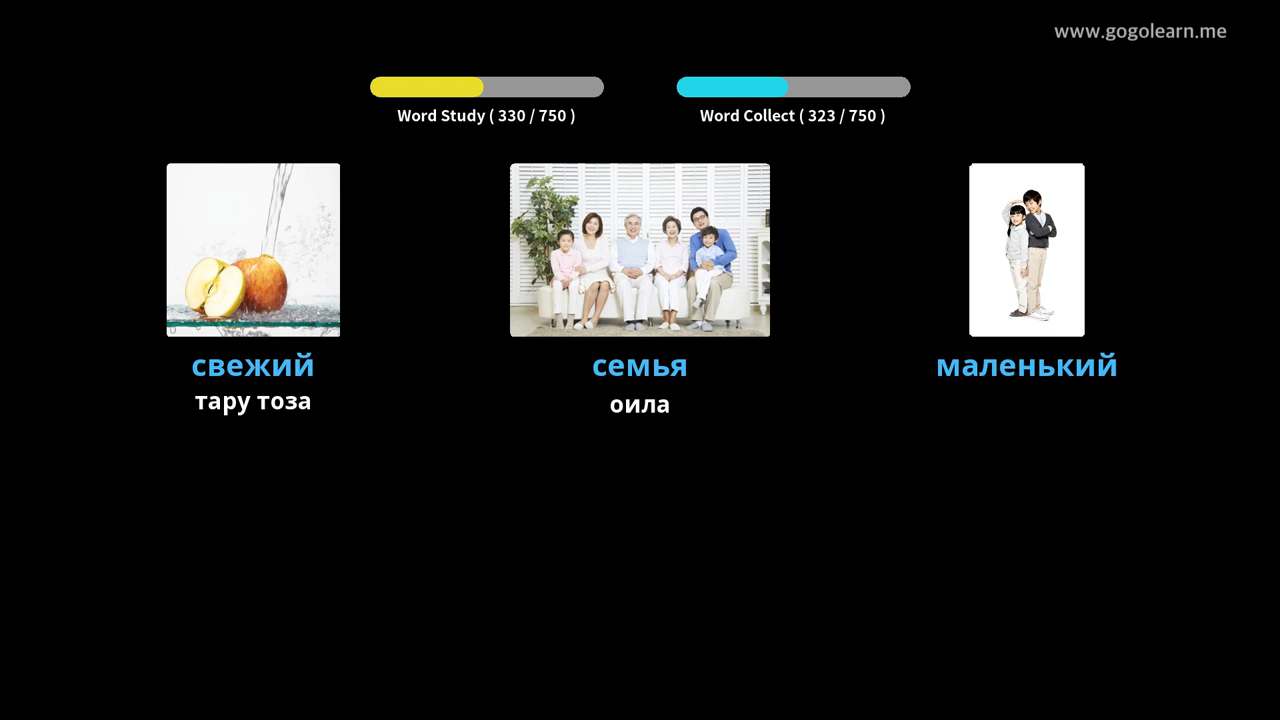 www.gogolearn.me
Word Study ( 330 / 750 )
Word Collect ( 323 / 750 )
свежий
тару тоза
семья
оила
маленький